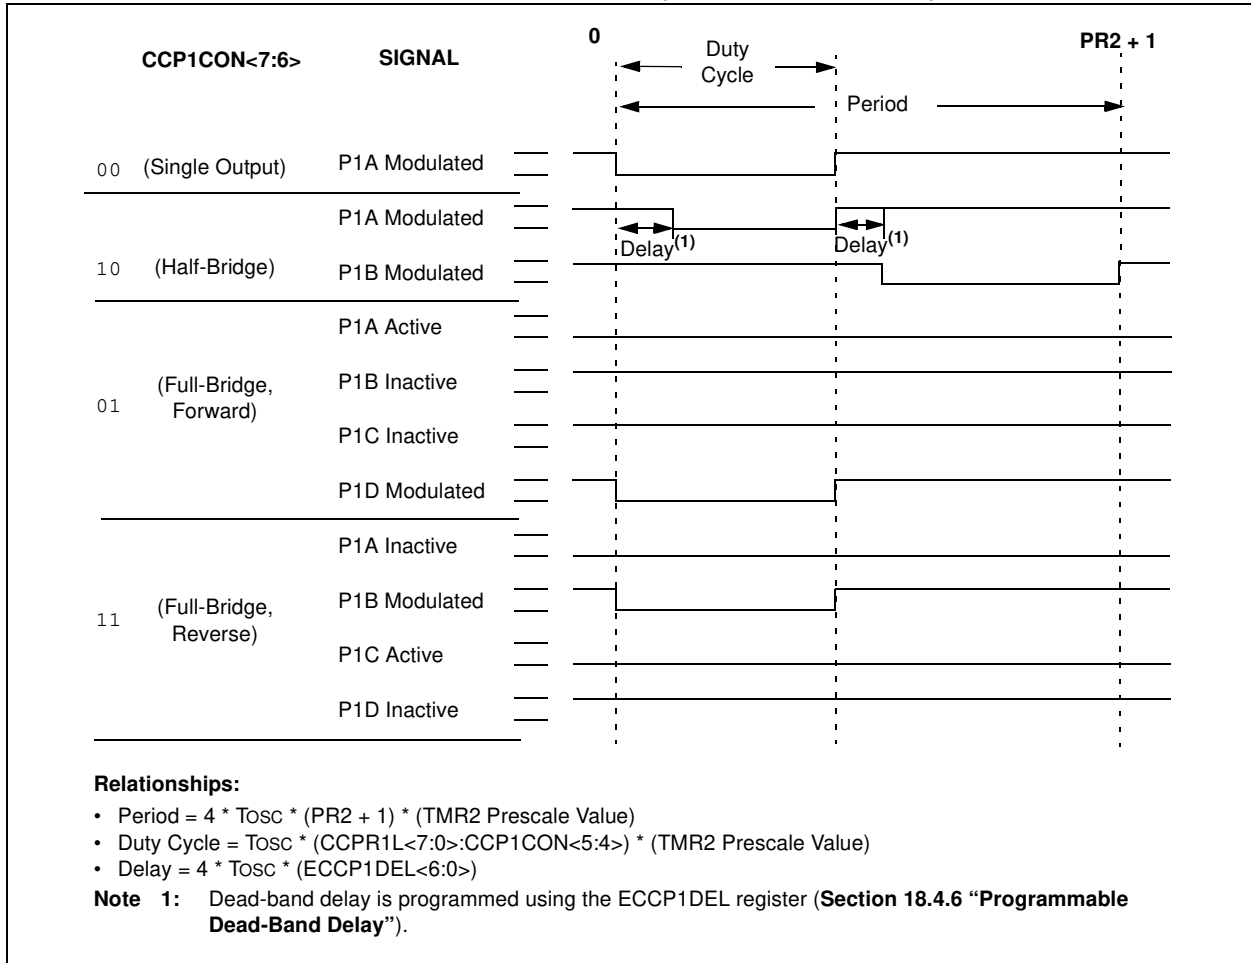 0
Duty
Cycle
PR2 + 1
CCP1CON<7:6>
SIGNAL
Period
00
(Single Output)
P1A Modulated
P1A Modulated
Delay(1)
Delay(1)
10
(Half-Bridge)
P1B Modulated
P1A Active
01
(Full-Bridge,
Forward)
P1B Inactive
P1C Inactive
P1D Modulated
P1A Inactive
11
(Full-Bridge,
Reverse)
P1B Modulated
P1C Active
P1D Inactive
Relationships:
• Period = 4 * TOSC * (PR2 + 1) * (TMR2 Prescale Value)
• Duty Cycle = TOSC * (CCPR1L<7:0>:CCP1CON<5:4>) * (TMR2 Prescale Value)
• Delay = 4 * TOSC * (ECCP1DEL<6:0>)
Note 1: Dead-band delay is programmed using the ECCP1DEL register (Section 18.4.6 “Programmable
Dead-Band Delay”).